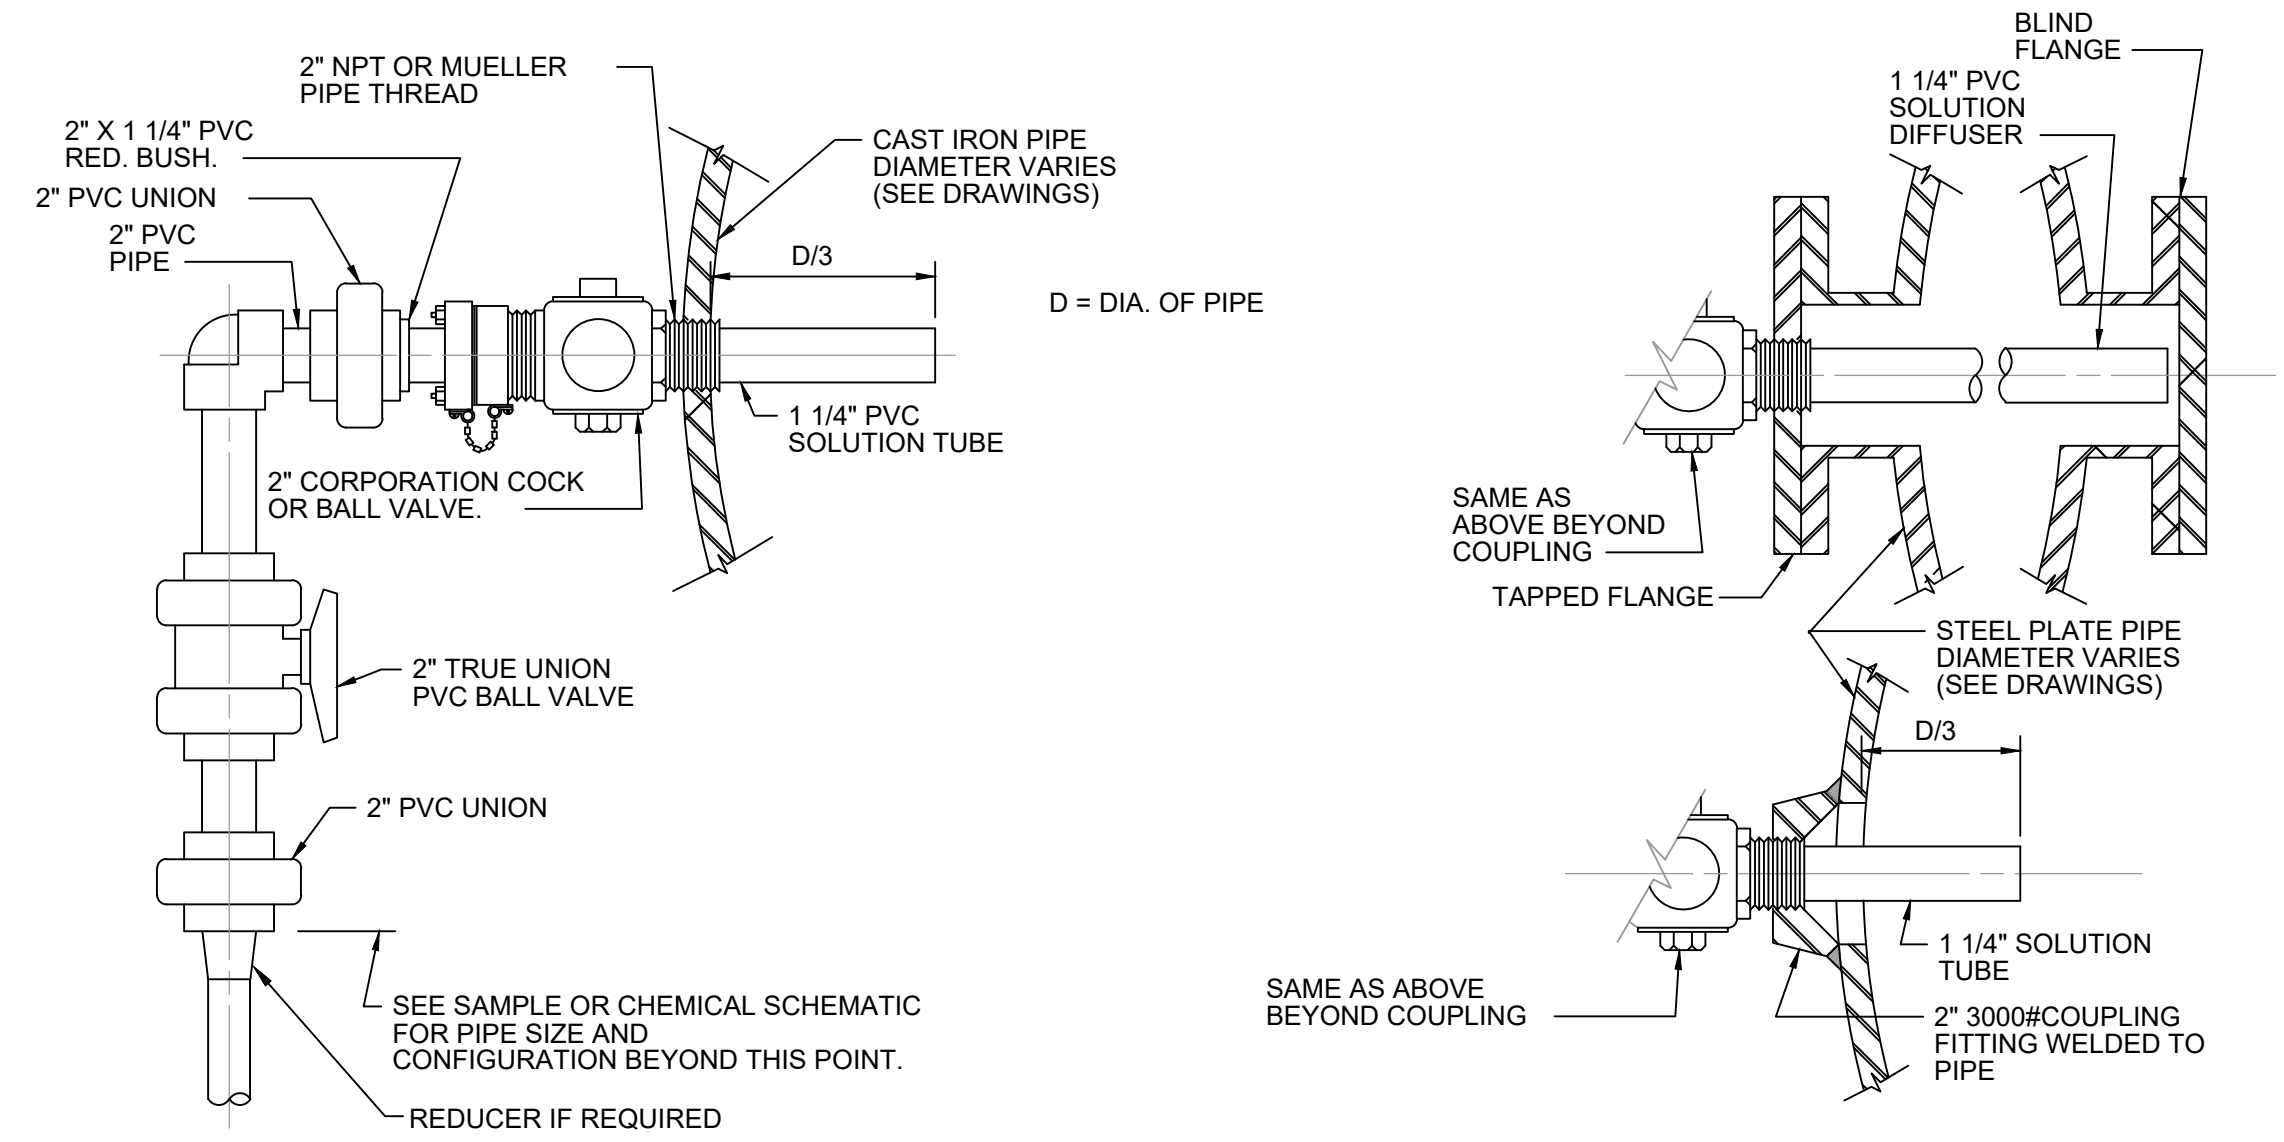 2" NPT OR MUELLER
PIPE THREAD
2" X 1 1/4" PVC
RED. BUSH.
2" PVC UNION
2" PVC
PIPE
CAST IRON PIPE
DIAMETER VARIES
(SEE DRAWINGS)
D/3
D = DIA. OF PIPE
1 1/4" PVC
SOLUTION TUBE
2" CORPORATION COCK
OR BALL VALVE.
2" TRUE UNION
PVC BALL VALVE
2" PVC UNION
SEE SAMPLE OR CHEMICAL SCHEMATIC
FOR PIPE SIZE AND
CONFIGURATION BEYOND THIS POINT.
REDUCER IF REQUIRED
BLIND
FLANGE
1 1/4" PVC
SOLUTION
DIFFUSER
SAME AS
ABOVE BEYOND
COUPLING
TAPPED FLANGE
STEEL PLATE PIPE
DIAMETER VARIES
(SEE DRAWINGS)
D/3
1 1/4" SOLUTION
TUBE
SAME AS ABOVE
BEYOND COUPLING
2" 3000#COUPLING
FITTING WELDED TO
PIPE